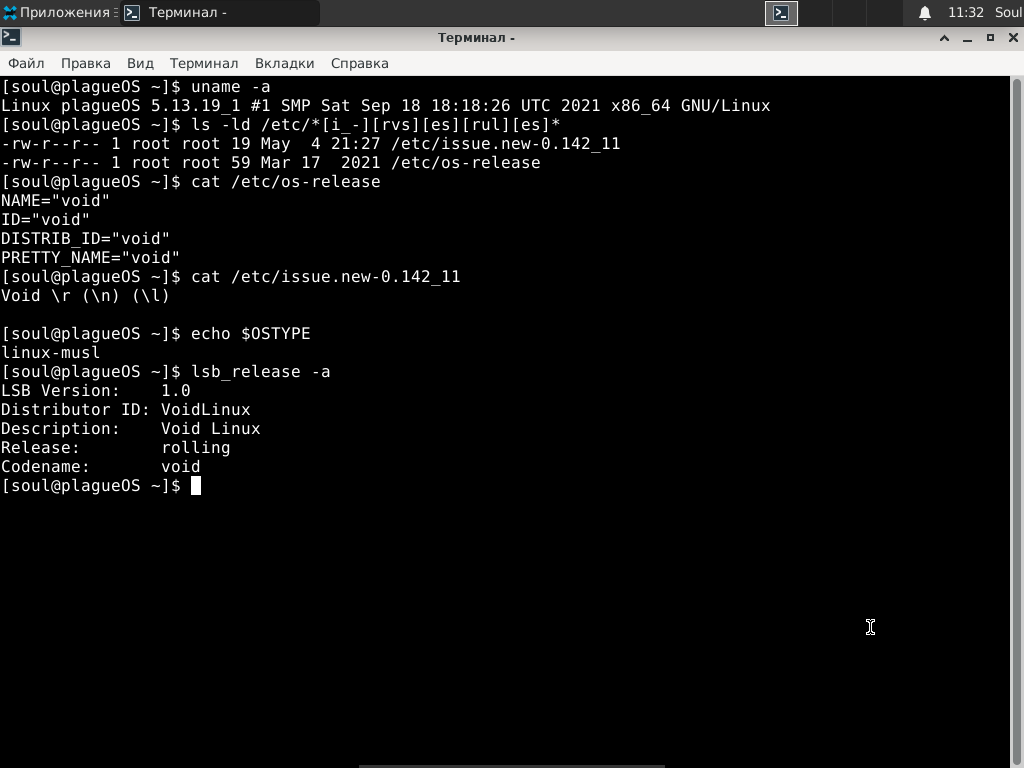 Приложения Терминал - 11:32 Soul
Терминал -
Файл Правка Вид Терминал Вкладки Справка
[soul@plagueOS ~]$ uname -a
Linux plagueOS 5.13.19_1 #1 SMP Sat Sep 18 18:18:26 UTC 2021 x86_64 GNU/Linux
[soul@plagueOS ~]$ ls -ld /etc/*[i_-][rvs][es][rul][es]*
-rw-r--r-- 1 root root 19 May  4 21:27 /etc/issue.new-0.142_11
-rw-r--r-- 1 root root 59 Mar 17  2021 /etc/os-release
[soul@plagueOS ~]$ cat /etc/os-release
NAME="void"
ID="void"
DISTRIB_ID="void"
PRETTY_NAME="void"
[soul@plagueOS ~]$ cat /etc/issue.new-0.142_11
Void \r (\n) (\l)
[soul@plagueOS ~]$ echo $OSTYPE
linux-musl
[soul@plagueOS ~]$ lsb_release -a
LSB Version:    1.0
Distributor ID: VoidLinux
Description:    Void Linux
Release:        rolling
Codename:       void
[soul@plagueOS ~]$